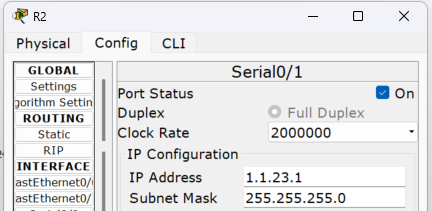 R2
Physical Config CLI
GLOBAL
Settings
gorithm Settin
ROUTING
Static
RIP
INTERFACE
astEthernet0/0
astEthernet0/
Serial0/1
Port Status On
Duplex Full Duplex
Clock Rate 2000000
IP Configuration
IP Address 1.1.23.1
Subnet Mask 255.255.255.0